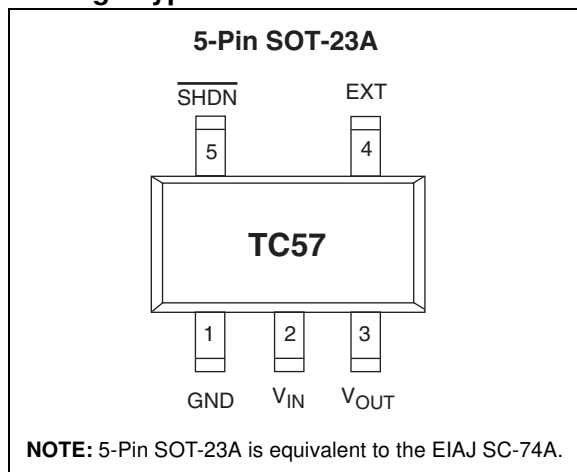 5-Pin SOT-23A
SHDN EXT
5 4
TC57
1 2 3
GND VIN VOUT
NOTE: 5-Pin SOT-23A is equivalent to the EIAJ SC-74A.